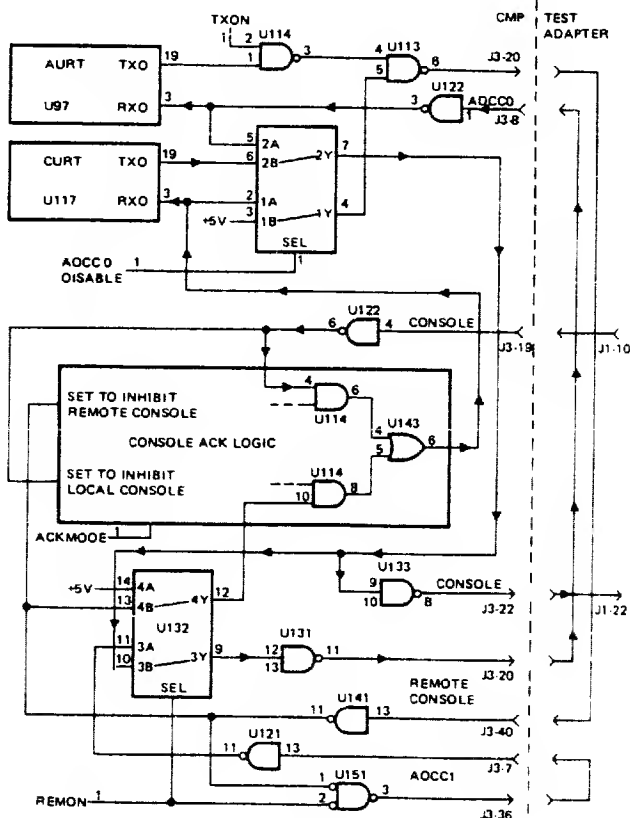 TXON
1
2
U114
3
1
4
U113
5
6
CMP
TEST
ADAPTER
J3-20
AURT
TXO
19
U97
RXO
3
3
U122
ADCC0
1
J3-8
CURT
TXO
19
U117
RXO
3
5
2A
6
2B
2Y
7
2
1A
+5V
3
1B
1Y
4
SEL
1
AOCC0
OISABLE
1
6
U122
4
CONSOLE
J3-19
J1-10
SET TO INHIBIT
REMOTE CONSOLE
4
6
U114
CONSOLE ACK LOGIC
U143
4
5
6
SET TO INHIBIT
LOCAL CONSOLE
U114
10
8
ACKMOOE
1
U133
9
10
8
CONSOLE
J3-22
J1-22
+5V
14
4A
13
4B
4Y
12
U132
11
3A
10
3B
3Y
9
SEL
U131
12
13
11
J3-20
REMOTE
CONSOLE
U141
11
13
J3-40
U121
11
13
J3-7
U151
1
2
3
AOCC1
J3-36
REMON
1